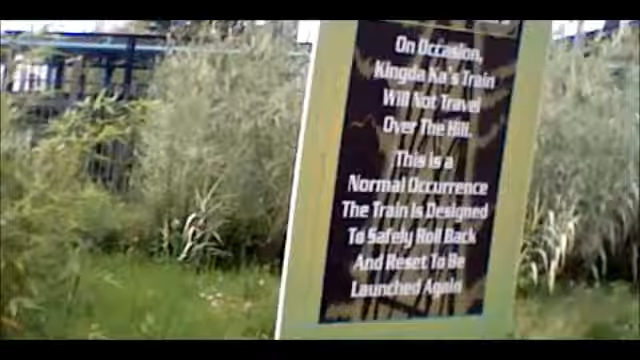 On Occasion,
Kingda Ka's Train
Will Not Travel
Over The Hill.
This is a
Normal Occurrence
The Train Is Designed
To Safely Roll Back
And Reset To Be
Launched Again